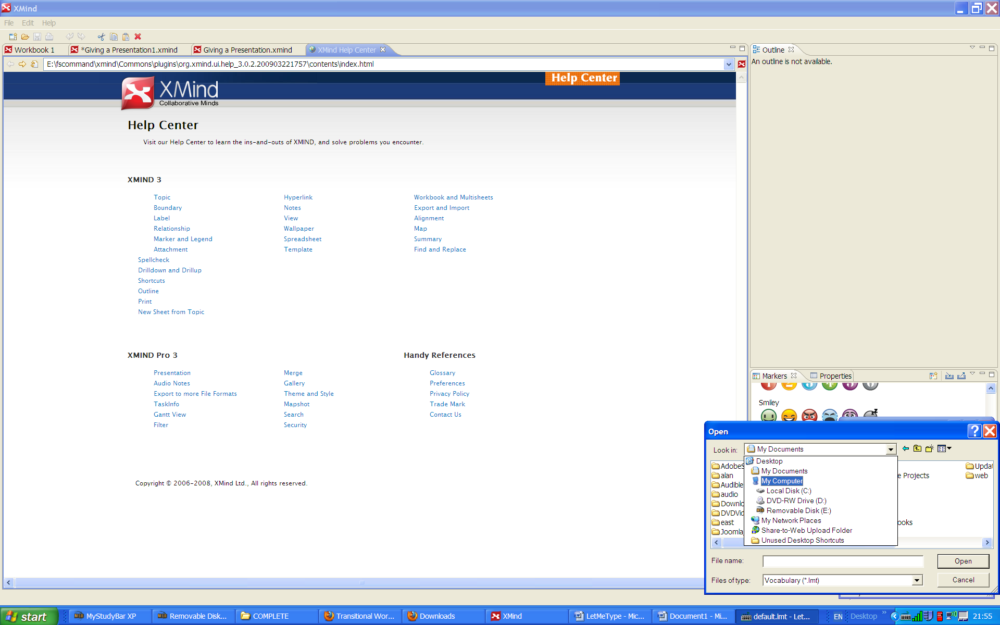 XMind
File Edit Help
Workbook 1 *Giving a Presentation1.xmind Giving a Presentation.xmind XMind Help Center
E:\fscommand\xmind\Commons\plugins\org.xmind.ui.help_3.0.2.200903221757\contents\index.html
XMind
Collaborative Minds
Help Center
Help Center
Visit our Help Center to learn the ins-and-outs of XMIND, and solve problems you encounter.
XMIND 3
Topic Hyperlink Workbook and Multisheets
Boundary Notes Export and Import
Label View Alignment
Relationship Wallpaper Map
Marker and Legend Spreadsheet Summary
Attachment Template Find and Replace
Spellcheck
Drilldown and Drillup
Shortcuts
Outline
Print
New Sheet from Topic
XMIND Pro 3 Handy References
Presentation Merge Glossary
Audio Notes Gallery Preferences
Export to more File Formats Theme and Style Privacy Policy
TaskInfo Mapshot Trade Mark
Gantt View Search Contact Us
Filter Security
Copyright © 2006-2008, XMind Ltd., All rights reserved.
Outline
An outline is not available.
Markers Properties
Smiley
Open
Look in: My Documents
Desktop
My Documents
My Computer
Local Disk (C:)
DVD-RW Drive (D:)
Removable Disk (E:)
My Network Places
Share-to-Web Upload Folder
Unused Desktop Shortcuts
alan e Projects web
Audible
audio
east
Joomla
File name: Open
Files of type: Vocabulary (*.lmt) Cancel
start MyStudyBar XP Removable Disk... COMPLETE Transitional Wor... Downloads XMind LetMeType - Mic... Document1 - Mi... default.lmt - Let... EN Desktop 21:55